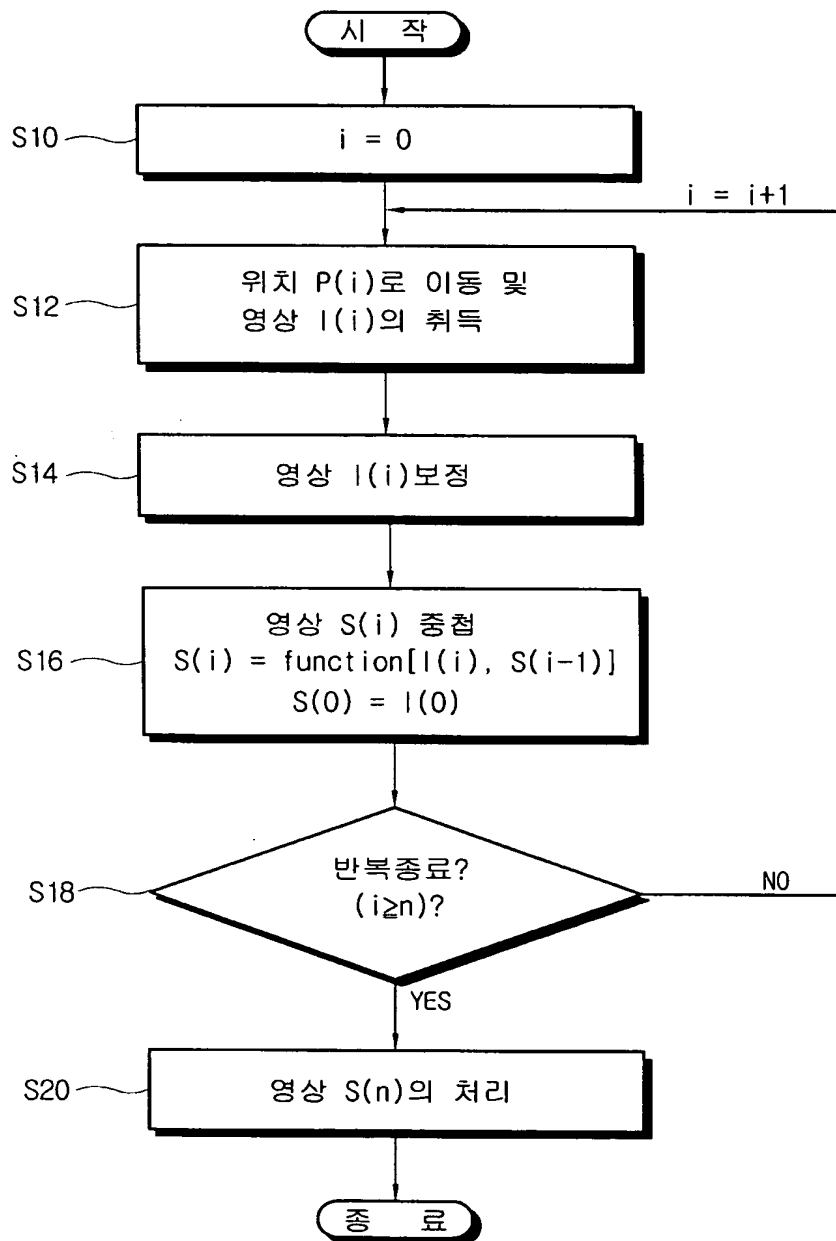 시 작
S10
i = 0
i = i+1
S12
위치 P(i)로 이동 및
영상 I(i)의 취득
S14
영상 I(i)보정
S16
영상 S(i) 중첩
S(i) = function[I(i), S(i-1)]
S(0) = I(0)
S18
반복종료?
(i≧n)?
NO
YES
S20
영상 S(n)의 처리
종 료